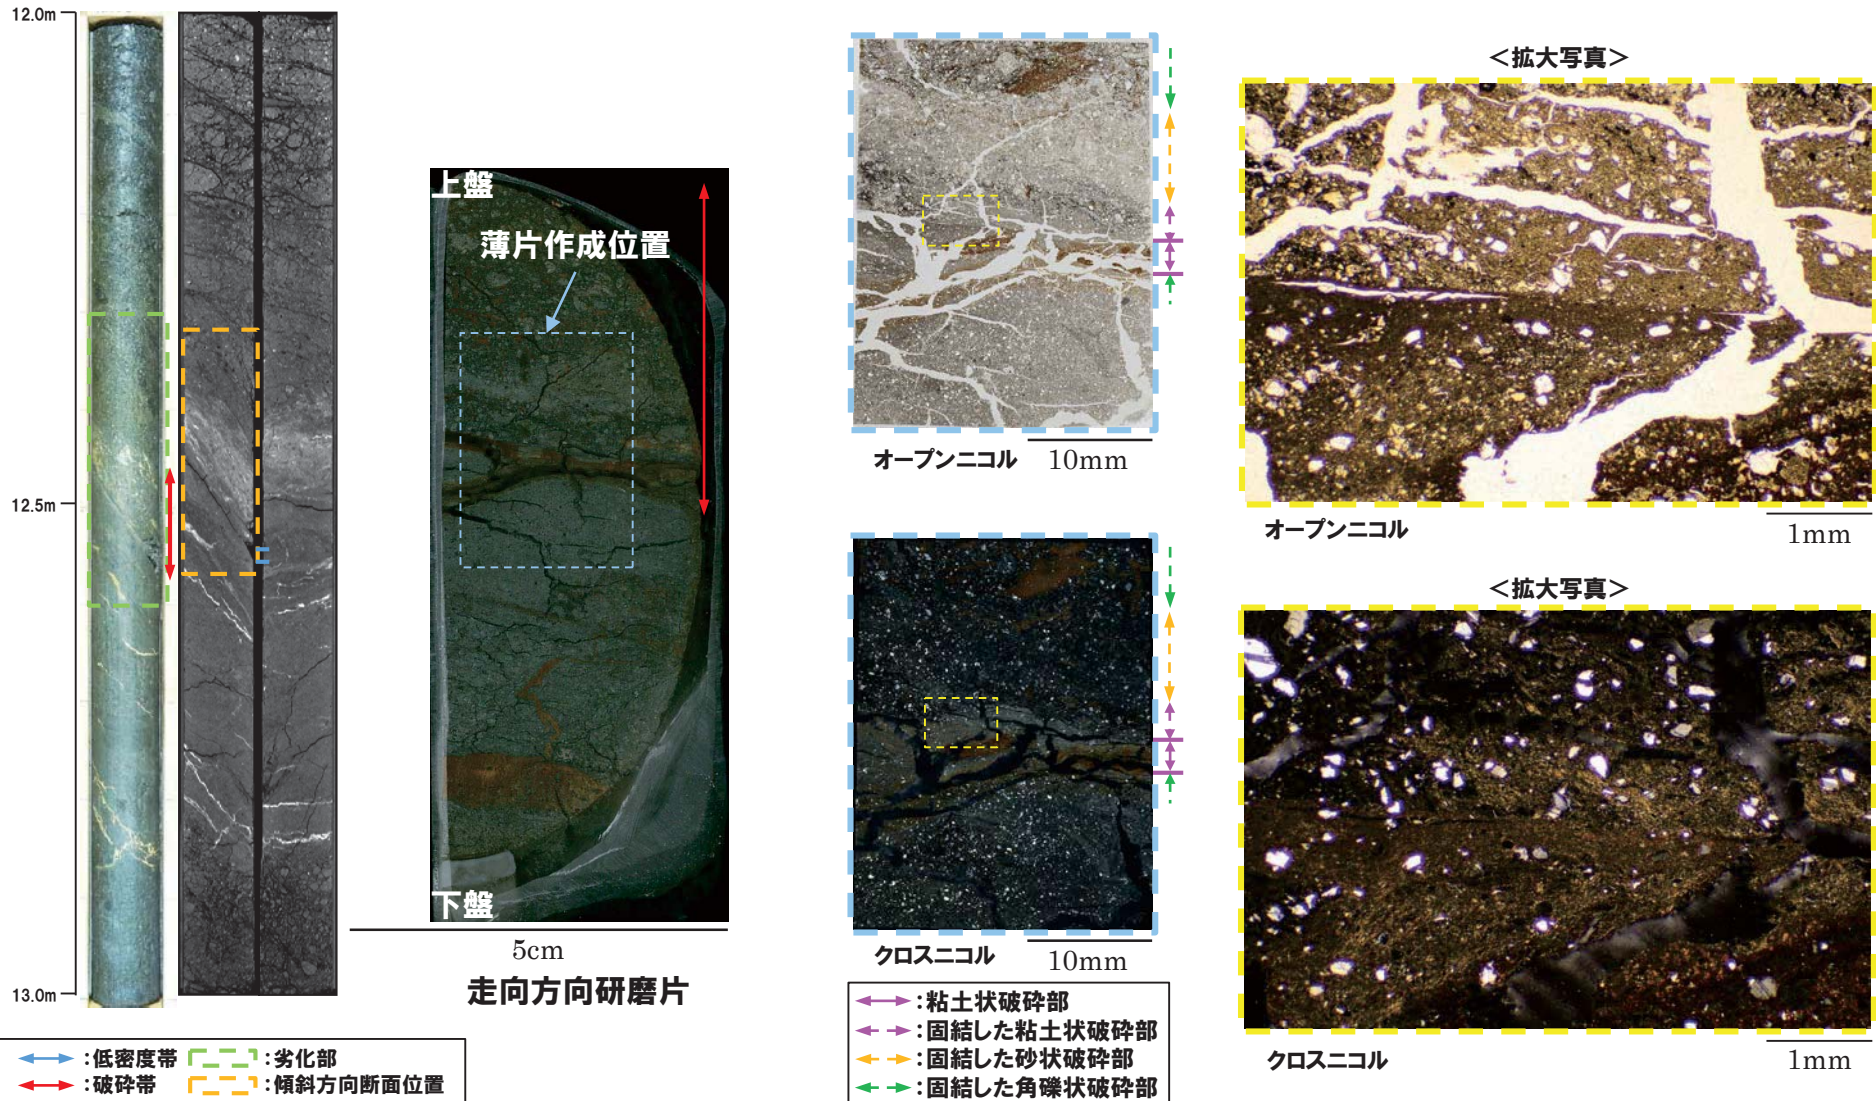 12.0m
12.5m
13.0m
:低密度帯
:劣化部
:破砕帯
:傾斜方向断面位置
上盤
薄片作成位置
下盤
5cm
走向方向研磨片
オープンニコル
10mm
クロスニコル
10mm
:粘土状破砕部
:固結した粘土状破砕部
:固結した砂状破砕部
:固結した角礫状破砕部
<拡大写真>
オープンニコル
1mm
<拡大写真>
クロスニコル
1mm